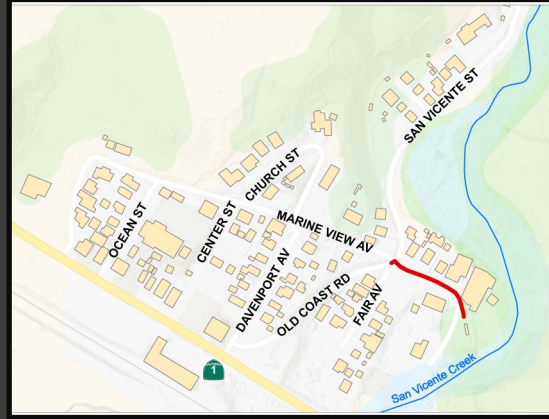 SAN VICENTE ST
CHURCH ST
OCEAN ST
CENTER ST
MARINE VIEW AV
DAVENPORT AV
OLD COAST RD
FAIR AV
1
San Vicente Creek